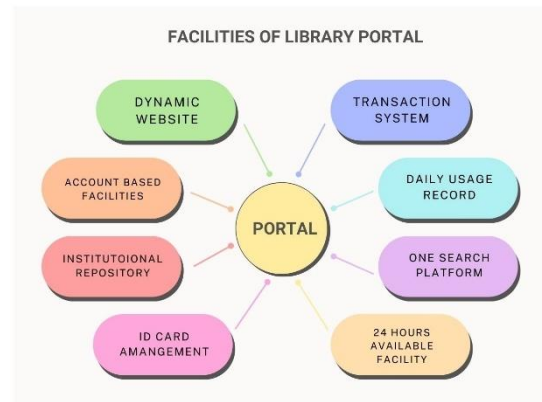 FACILITIES OF LIBRARY PORTAL
DYNAMIC
WEBSITE
TRANSACTION
SYSTEM
ACCOUNT BASED
FACILITIES
DAILY USAGE
RECORD
PORTAL
INSTITUTOIONAL
REPOSITORY
ONE SEARCH
PLATFORM
ID CARD
AMANGEMENT
24 HOURS
AVAILABLE
FACILITY